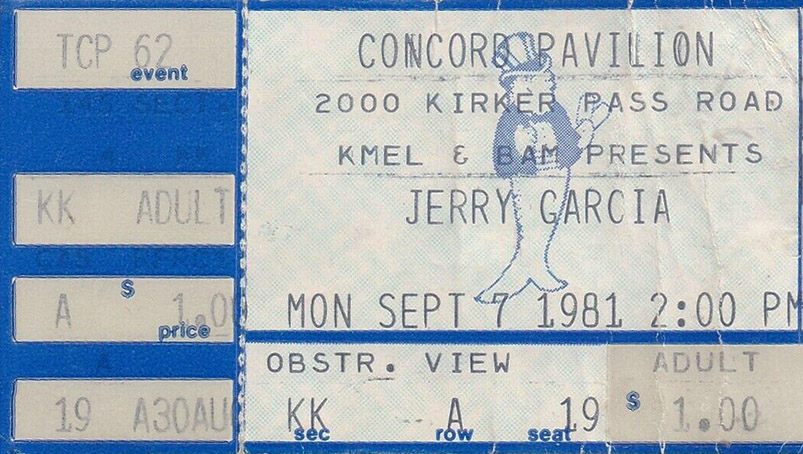 TCP 62
event
KK ADULT
$
A 1.00
price
19 A30AU
CONCORD PAVILION
2000 KIRKER PASS ROAD
KMEL & BAM PRESENTS
JERRY GARCIA
MON SEPT 7 1981 2:00 PM
OBSTR. VIEW ADULT
KK A 19 $ 1.00
sec row seat